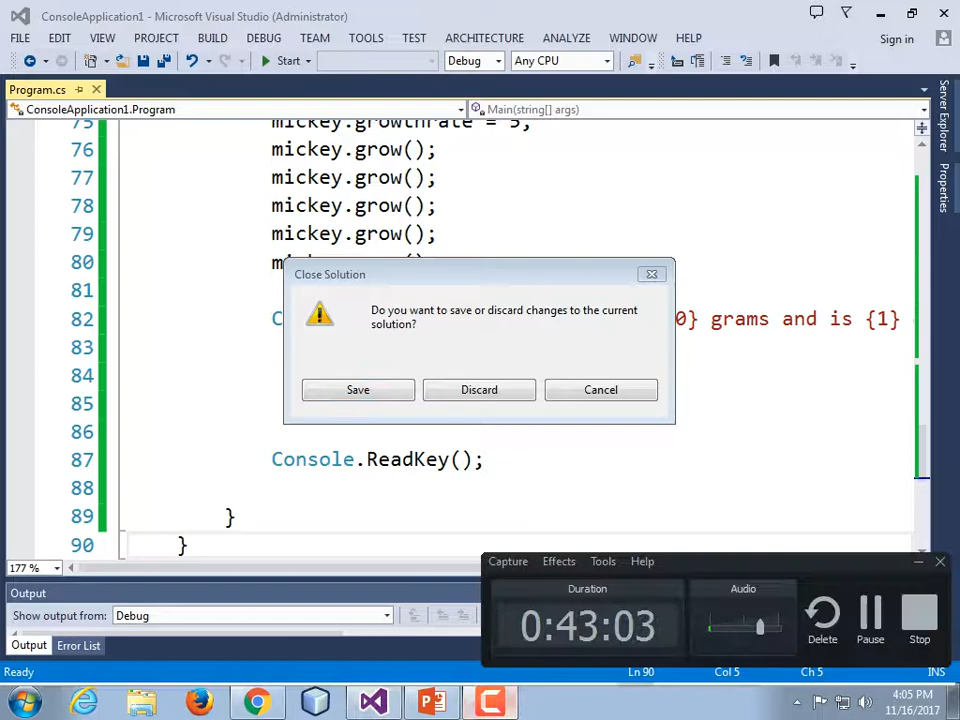 ConsoleApplication1 - Microsoft Visual Studio (Administrator)
FILE EDIT VIEW PROJECT BUILD DEBUG TEAM TOOLS TEST ARCHITECTURE ANALYZE WINDOW HELP Sign in
Start Debug Any CPU
Program.cs
ConsoleApplication1.Program Main(string[] args)
75 mickey.growthrate = 5;
76 mickey.grow();
77 mickey.grow();
78 mickey.grow();
79 mickey.grow();
80 m
81
82 C 0} grams and is {1}
83
84
85
86
87 Console.ReadKey();
88
89 }
90 }
Server Explorer
Properties
Close Solution
Do you want to save or discard changes to the current
solution?
Save Discard Cancel
177 %
Output
Show output from: Debug
Output Error List
Ready Ln 90 Col 5 Ch 5 INS
Capture Effects Tools Help
Duration Audio
0:43:03
Delete Pause Stop
4:05 PM
11/16/2017